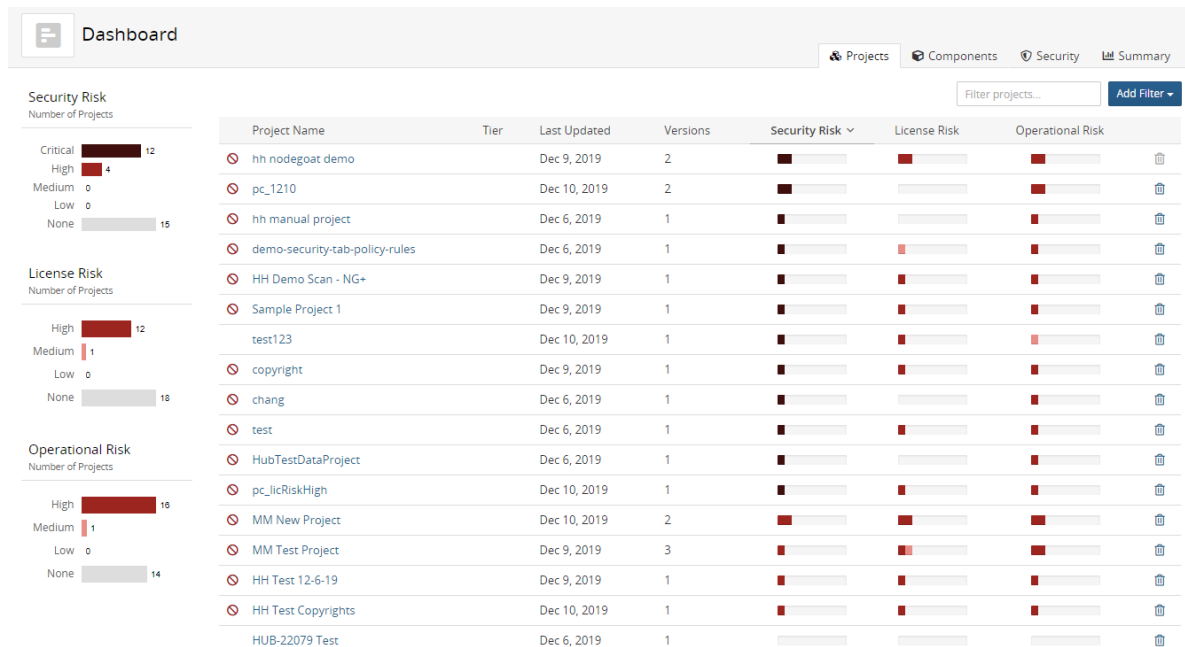 Dashboard
Projects Components Security Summary
Filter projects... Add Filter
Security Risk
Number of Projects
Critical 12
High 4
Medium 0
Low 0
None 15
License Risk
Number of Projects
High 12
Medium 1
Low 0
None 18
Operational Risk
Number of Projects
High 16
Medium 1
Low 0
None 14
Project Name Tier Last Updated Versions Security Risk License Risk Operational Risk
hh nodegoat demo Dec 9, 2019 2
pc_1210 Dec 10, 2019 2
hh manual project Dec 6, 2019 1
demo-security-tab-policy-rules Dec 6, 2019 1
HH Demo Scan - NG+ Dec 9, 2019 1
Sample Project 1 Dec 9, 2019 1
test123 Dec 10, 2019 1
copyright Dec 9, 2019 1
chang Dec 6, 2019 1
test Dec 6, 2019 1
HubTestDataProject Dec 6, 2019 1
pc_licRiskHigh Dec 10, 2019 1
MM New Project Dec 10, 2019 2
MM Test Project Dec 9, 2019 3
HH Test 12-6-19 Dec 9, 2019 1
HH Test Copyrights Dec 10, 2019 1
HUB-22079 Test Dec 6, 2019 1